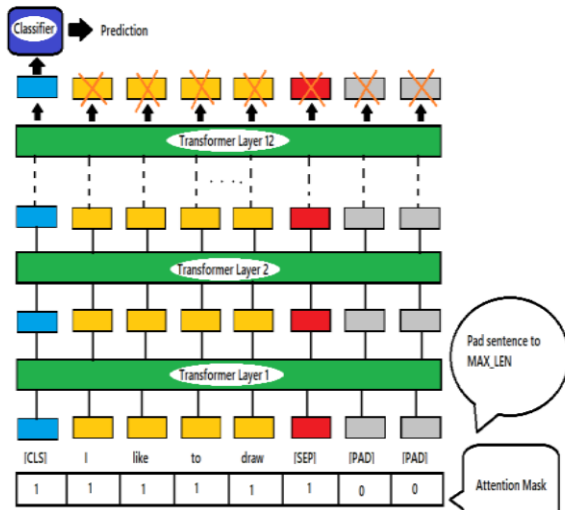 Classifier
Prediction
Transformer Layer 12
. . . .
Transformer Layer 2
Pad sentence to
MAX_LEN
Transformer Layer 1
[CLS] I like to draw [SEP] [PAD] [PAD]
1 1 1 1 1 1 0 0
Attention Mask